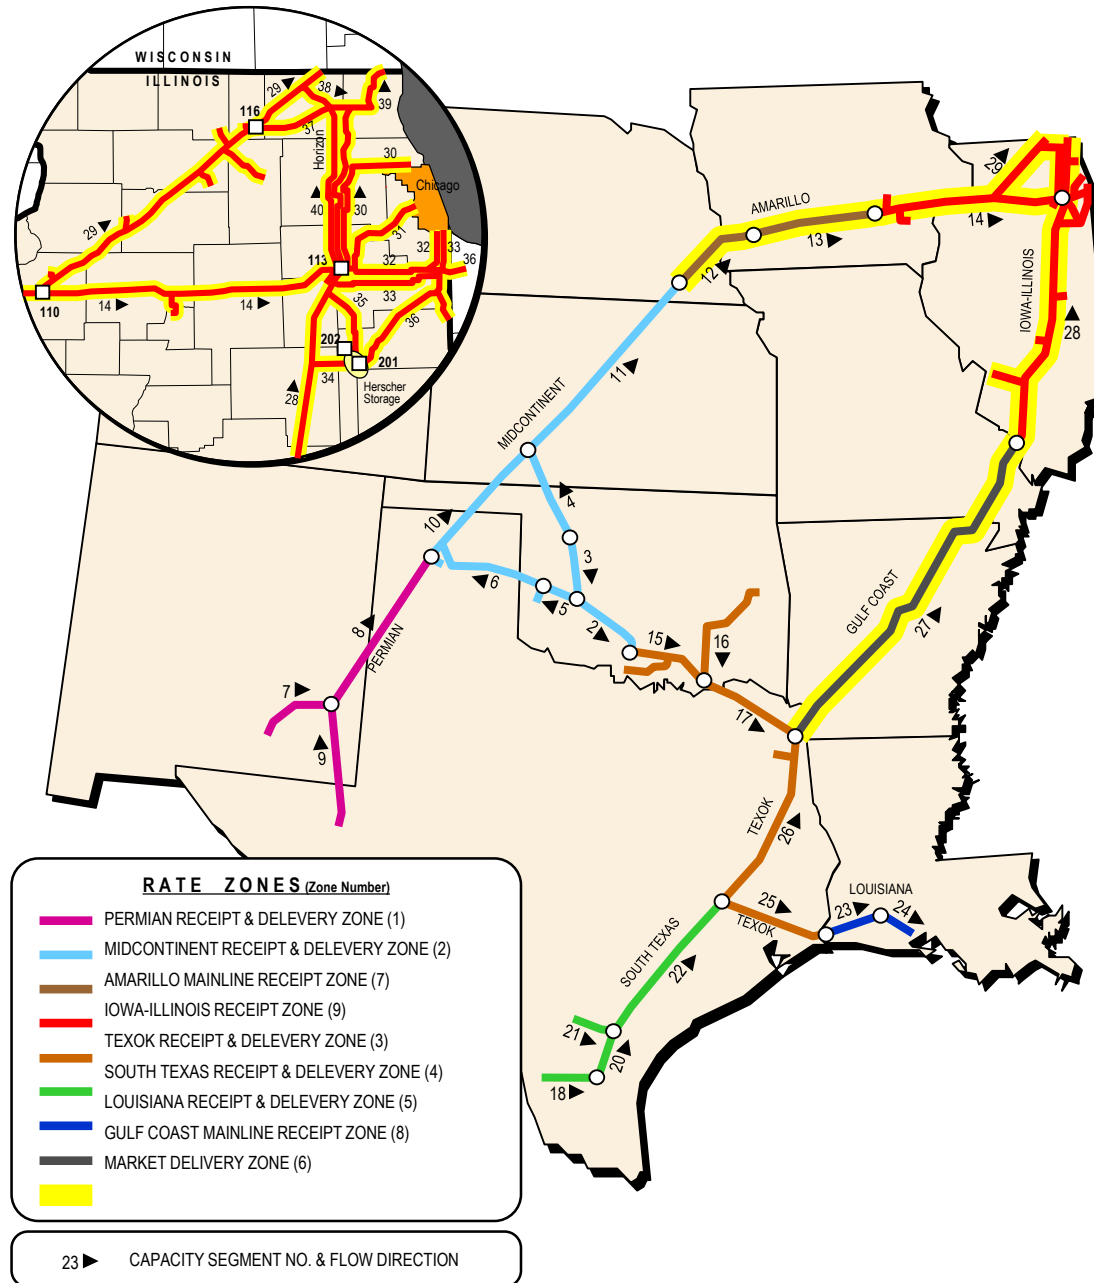 WISCONSIN
ILLINOIS
29
38
39
116
37
Horizon
30
Chicago
40
30
31
29
32
33
113
32
36
110
14
14
33
35
36
202
201
34
28
Herscher
Storage
AMARILLO
29
14
13
12
IOWA-ILLINOIS
28
11
MIDCONTINENT
4
10
3
6
5
2
GULF COAST
27
15
16
8
PERMIAN
7
17
9
TEXOK
26
LOUISIANA
25
23
24
TEXOK
SOUTH TEXAS
22
21
20
18
RATE ZONES (Zone Number)
PERMIAN RECEIPT & DELEVERY ZONE (1)
MIDCONTINENT RECEIPT & DELEVERY ZONE (2)
AMARILLO MAINLINE RECEIPT ZONE (7)
IOWA-ILLINOIS RECEIPT ZONE (9)
TEXOK RECEIPT & DELEVERY ZONE (3)
SOUTH TEXAS RECEIPT & DELEVERY ZONE (4)
LOUISIANA RECEIPT & DELEVERY ZONE (5)
GULF COAST MAINLINE RECEIPT ZONE (8)
MARKET DELIVERY ZONE (6)
23 CAPACITY SEGMENT NO. & FLOW DIRECTION